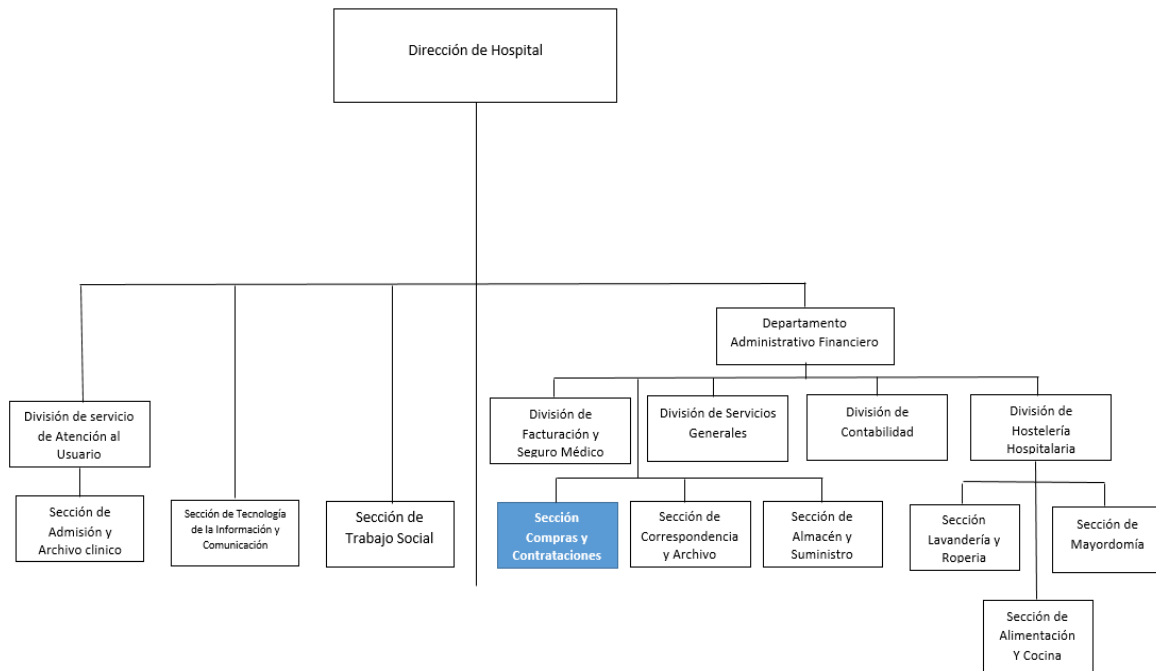 Dirección de Hospital
Departamento
Administrativo Financiero
División de servicio
de Atención al
Usuario
División de
Facturación y
Seguro Médico
División de Servicios
Generales
División de
Contabilidad
División de
Hostelería
Hospitalaria
Sección de
Admisión y
Archivo clinico
Sección de Tecnología
de la Información y
Comunicación
Sección de
Trabajo Social
Sección
Compras y
Contrataciones
Sección de
Correspondencia
y Archivo
Sección de
Almacén y
Suministro
Sección
Lavandería y
Roperia
Sección de
Mayordomía
Sección de
Alimentación
Y Cocina